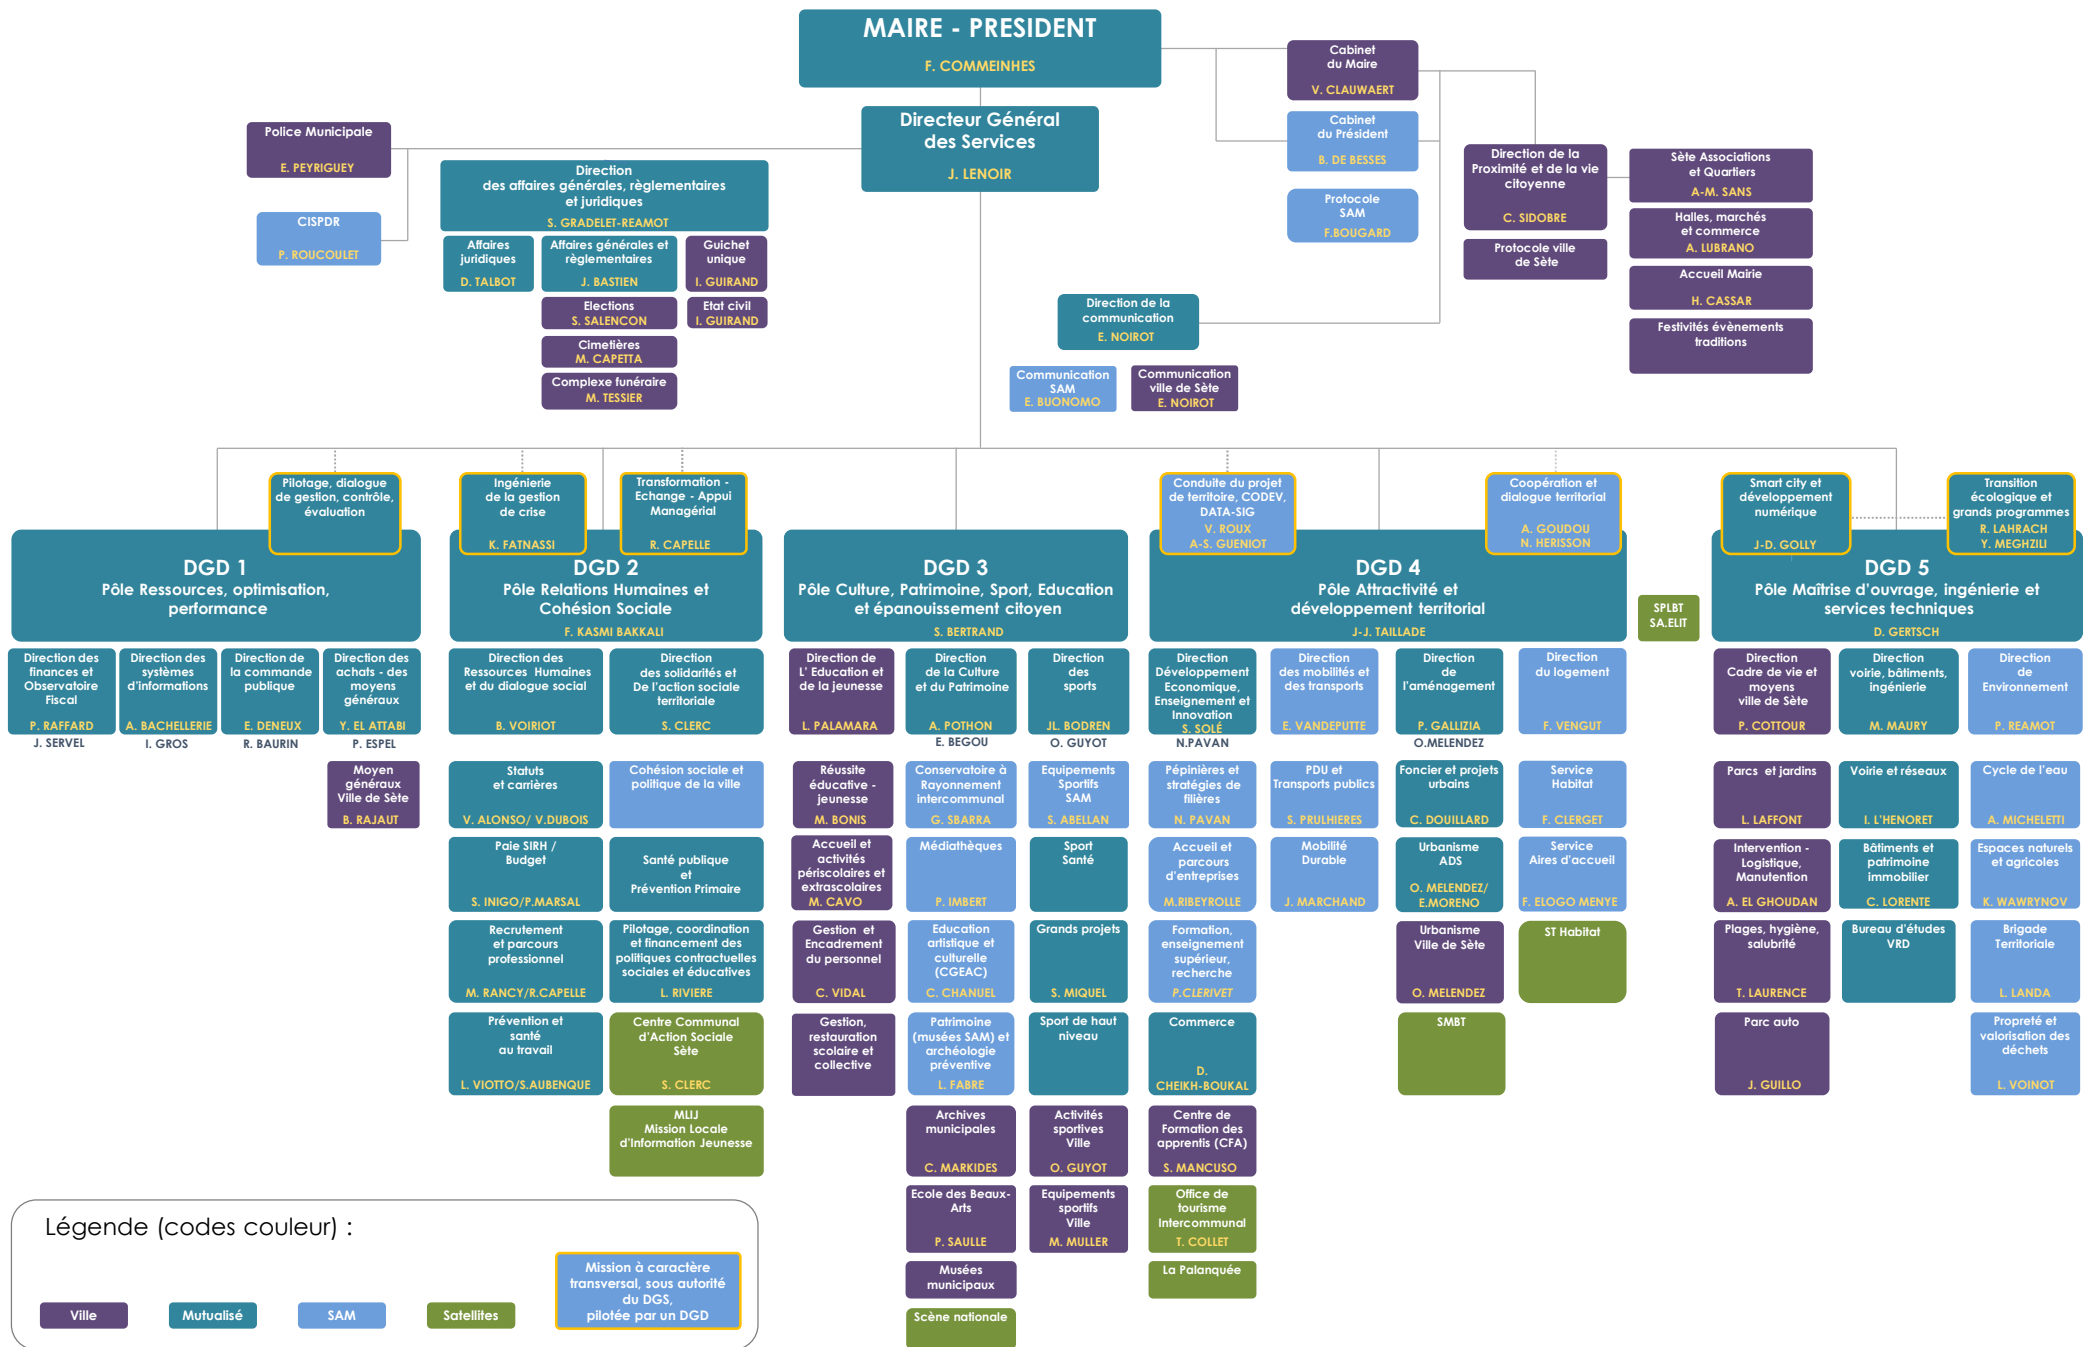 MAIRE - PRESIDENT
F. COMMEINHES
Cabinet
du Maire
V. CLAUWAERT
Directeur Général
des Services
J. LENOIR
Cabinet
du Président
B. DE BESSES
Protocole
SAM
F.BOUGARD
Police Municipale
E. PEYRIGUEY
CISPDR
P. ROUCOULET
Direction
des affaires générales, règlementaires
et juridiques
S. GRADELET-REAMOT
Affaires
juridiques
D. TALBOT
Affaires générales et
règlementaires
J. BASTIEN
Guichet
unique
I. GUIRAND
Elections
S. SALENCON
Etat civil
I. GUIRAND
Cimetières
M. CAPETTA
Complexe funéraire
M. TESSIER
Direction de la
Proximité et de la vie
citoyenne
C. SIDOBRE
Protocole ville
de Sète
Sète Associations
et Quartiers
A-M. SANS
Halles, marchés
et commerce
A. LUBRANO
Accueil Mairie
H. CASSAR
Festivités évènements
traditions
Direction de la
communication
E. NOIROT
Communication
SAM
E. BUONOMO
Communication
ville de Sète
E. NOIROT
Pilotage, dialogue
de gestion, contrôle,
évaluation
DGD 1
Pôle Ressources, optimisation,
performance
Ingénierie
de la gestion
de crise
K. FATNASSI
Transformation -
Echange - Appui
Managérial
R. CAPELLE
DGD 2
Pôle Relations Humaines et
Cohésion Sociale
F. KASMI BAKKALI
DGD 3
Pôle Culture, Patrimoine, Sport, Education
et épanouissement citoyen
S. BERTRAND
Conduite du projet
de territoire, CODEV,
DATA-SIG
V. ROUX
A-S. GUENIOT
Coopération et
dialogue territorial
A. GOUDOU
N. HERISSON
DGD 4
Pôle Attractivité et
développement territorial
J-J. TAILLADE
SPLBT
SA.ELIT
Smart city et
développement
numérique
J-D. GOLLY
Transition
écologique et
grands programmes
R. LAHRACH
Y. MEGHZILI
DGD 5
Pôle Maîtrise d'ouvrage, ingénierie et
services techniques
D. GERTSCH
Direction des
finances et
Observatoire
Fiscal
P. RAFFARD
J. SERVEL
Direction des
systèmes
d'informations
A. BACHELLERIE
I. GROS
Direction de
la commande
publique
E. DENEUX
R. BAURIN
Direction des
achats - des
moyens
généraux
Y. EL ATTABI
P. ESPEL
Moyen
généraux
Ville de Sète
B. RAJAUT
Direction des
Ressources Humaines
et du dialogue social
B. VOIRIOT
Statuts
et carrières
V. ALONSO/ V.DUBOIS
Paie SIRH /
Budget
S. INIGO/P.MARSAL
Recrutement
et parcours
professionnel
M. RANCY/R.CAPELLE
Prévention et
santé
au travail
L. VIOTTO/S.AUBENQUE
Direction
des solidarités et
De l'action sociale
territoriale
S. CLERC
Cohésion sociale et
politique de la ville
Santé publique
et
Prévention Primaire
Pilotage, coordination
et financement des
politiques contractuelles
sociales et éducatives
L. RIVIERE
Centre Communal
d'Action Sociale
Sète
S. CLERC
MLIJ
Mission Locale
d'Information Jeunesse
Direction de
L' Education et
de la jeunesse
L. PALAMARA
Réussite
éducative -
jeunesse
M. BONIS
Accueil et
activités
périscolaires et
extrascolaires
M. CAVO
Gestion et
Encadrement
du personnel
C. VIDAL
Gestion,
restauration
scolaire et
collective
Direction
de la Culture
et du Patrimoine
A. POTHON
E. BEGOU
Conservatoire à
Rayonnement
intercommunal
G. SBARRA
Médiathèques
P. IMBERT
Education
artistique et
culturelle
(CGEAC)
C. CHANUEL
Patrimoine
(musées SAM) et
archéologie
préventive
L. FABRE
Archives
municipales
C. MARKIDES
Ecole des Beaux-
Arts
P. SAULLE
Musées
municipaux
Scène nationale
Direction
des
sports
JL. BODREN
O. GUYOT
Equipements
Sportifs
SAM
S. ABELLAN
Sport
Santé
Grands projets
S. MIQUEL
Sport de haut
niveau
Activités
sportives
Ville
O. GUYOT
Equipements
sportifs
Ville
M. MULLER
Direction
Développement
Economique,
Enseignement et
Innovation
S. SOLÉ
N.PAVAN
Pépinières et
stratégies de
filières
N. PAVAN
Accueil et
parcours
d'entreprises
M.RIBEYROLLE
Formation,
enseignement
supérieur,
recherche
P.CLERIVET
Commerce
D.
CHEIKH-BOUKAL
Centre de
Formation des
apprentis (CFA)
S. MANCUSO
Office de
tourisme
Intercommunal
T. COLLET
La Palanquée
Direction
des mobilités et
des transports
E. VANDEPUTTE
PDU et
Transports publics
S. PRULHIERES
Mobilité
Durable
J. MARCHAND
Direction
de
l'aménagement
P. GALLIZIA
O.MELENDEZ
Foncier et projets
urbains
C. DOUILLARD
Urbanisme
ADS
O. MELENDEZ/
E.MORENO
Urbanisme
Ville de Sète
O. MELENDEZ
SMBT
Direction
du logement
F. VENGUT
Service
Habitat
F. CLERGET
Service
Aires d'accueil
F. ELOGO MENYE
ST Habitat
Direction
Cadre de vie et
moyens
ville de Sète
P. COTTOUR
Parcs et jardins
L. LAFFONT
Intervention -
Logistique,
Manutention
A. EL GHOUDAN
Plages, hygiène,
salubrité
T. LAURENCE
Parc auto
J. GUILLO
Direction
voirie, bâtiments,
ingénierie
M. MAURY
Voirie et réseaux
I. L'HENORET
Bâtiments et
patrimoine
immobilier
C. LORENTE
Bureau d'études
VRD
Direction
de
Environnement
P. REAMOT
Cycle de l'eau
A. MICHELETTI
Espaces naturels
et agricoles
K. WAWRYNOV
Brigade
Territoriale
L. LANDA
Propreté et
valorisation des
déchets
L. VOINOT
Légende (codes couleur) :
Ville
Mutualisé
SAM
Satellites
Mission à caractère
transversal, sous autorité
du DGS,
pilotée par un DGD